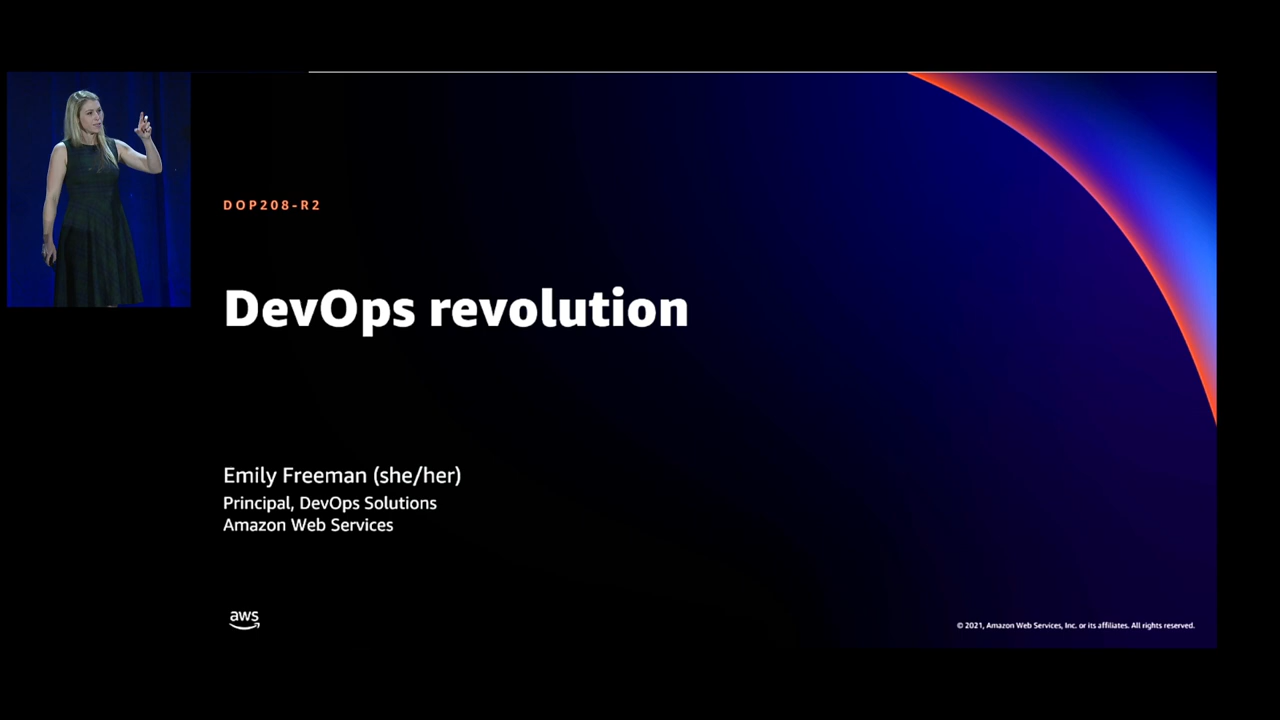 DOP208-R2
DevOps revolution
Emily Freeman (she/her)
Principal, DevOps Solutions
Amazon Web Services
aws
© 2021, Amazon Web Services, Inc. or its affiliates. All rights reserved.